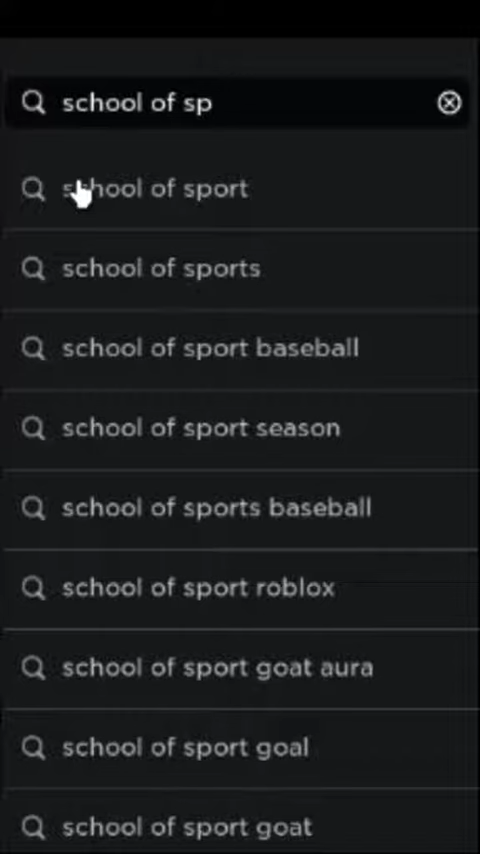 school of sp
school of sport
school of sports
school of sport baseball
school of sport season
school of sports baseball
school of sport roblox
school of sport goat aura
school of sport goal
school of sport goat